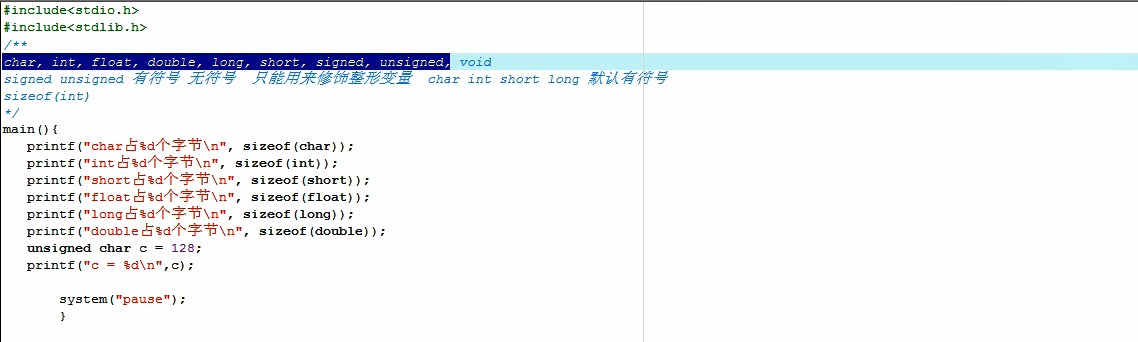 #include<stdio.h>
#include<stdlib.h>
/**
char, int, float, double, long, short, signed, unsigned, void
signed unsigned 有符号 无符号  只能用来修饰整形变量  char int short long 默认有符号
sizeof(int)
*/
main(){
   printf("char占%d个字节\n", sizeof(char));
   printf("int占%d个字节\n", sizeof(int));
   printf("short占%d个字节\n", sizeof(short));
   printf("float占%d个字节\n", sizeof(float));
   printf("long占%d个字节\n", sizeof(long));
   printf("double占%d个字节\n", sizeof(double));
   unsigned char c = 128;
   printf("c = %d\n",c);
       system("pause");
       }